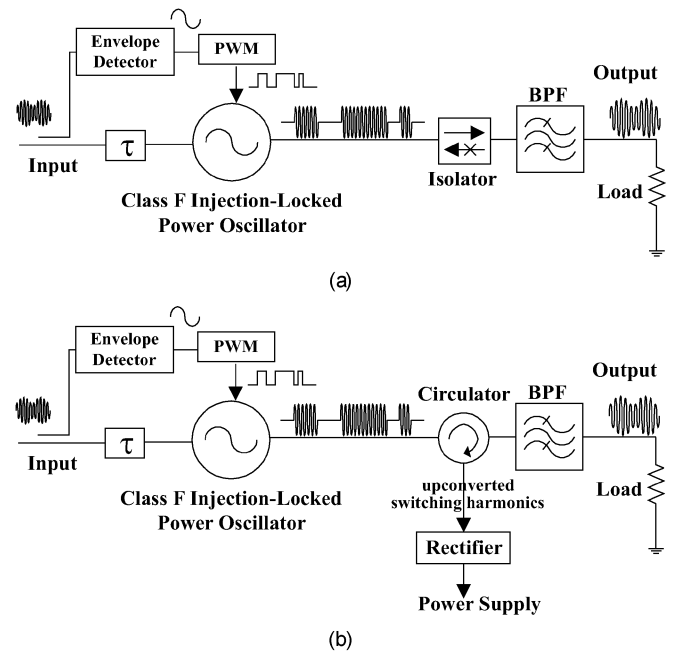 Envelope
Detector
PWM
Output
BPF
Input
τ
Isolator
Load
Class F Injection-Locked
Power Oscillator
(a)
Envelope
Detector
PWM
Output
Circulator
BPF
Input
τ
Load
upconverted
switching harmonics
Class F Injection-Locked
Power Oscillator
Rectifier
Power Supply
(b)